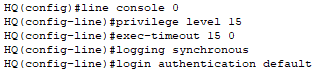 HQ(config)#line console 0
HQ(config-line)#privilege level 15
HQ(config-line)#exec-timeout 15 0
HQ(config-line)#logging synchronous
HQ(config-line)#login authentication default